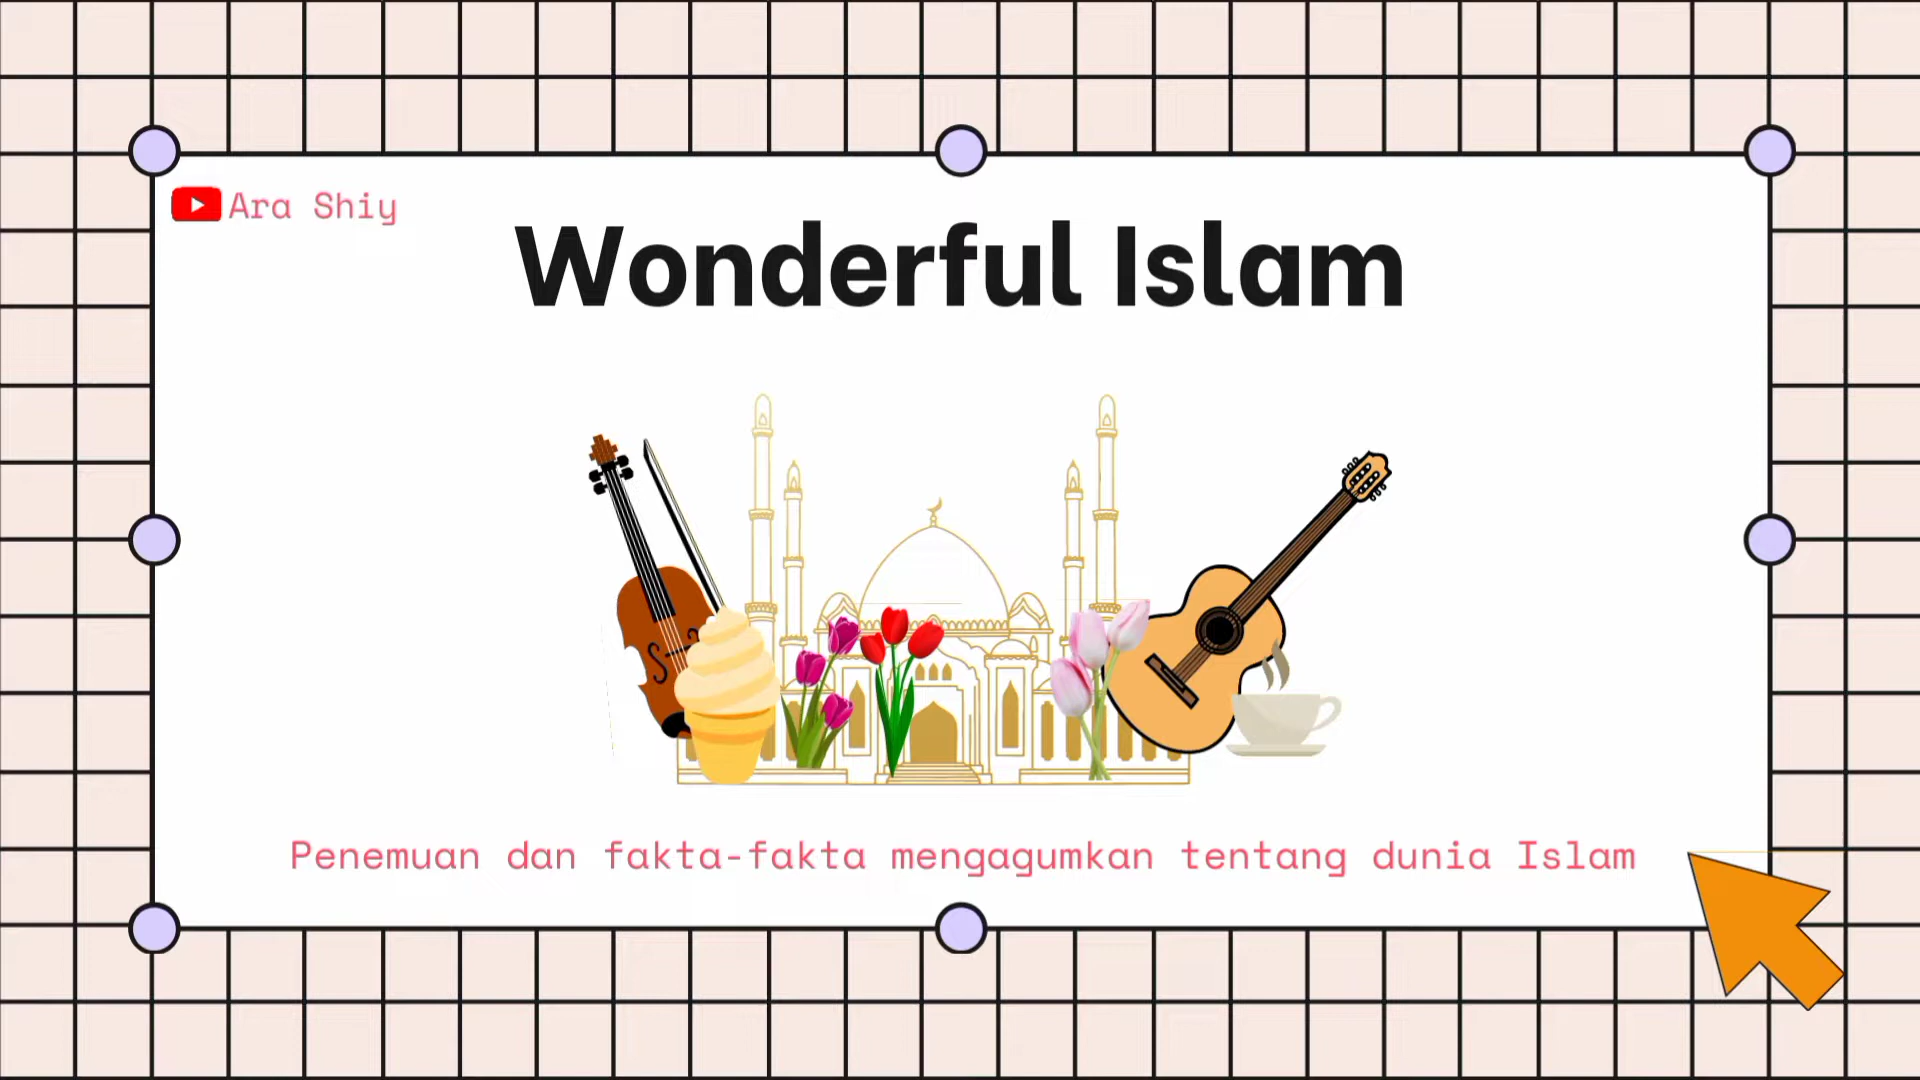 Ara Shiy
Wonderful Islam
Penemuan dan fakta-fakta mengagumkan tentang dunia Islam